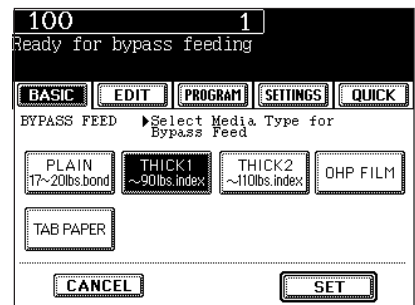 100 1
Ready for bypass feeding
BASIC EDIT PROGRAM SETTINGS QUICK
BYPASS FEED ▶Select Media Type for
Bypass Feed
PLAIN THICK1 THICK2 OHP FILM
17~20lbs.bond ~90lbs.index ~110lbs.index
TAB PAPER
CANCEL SET